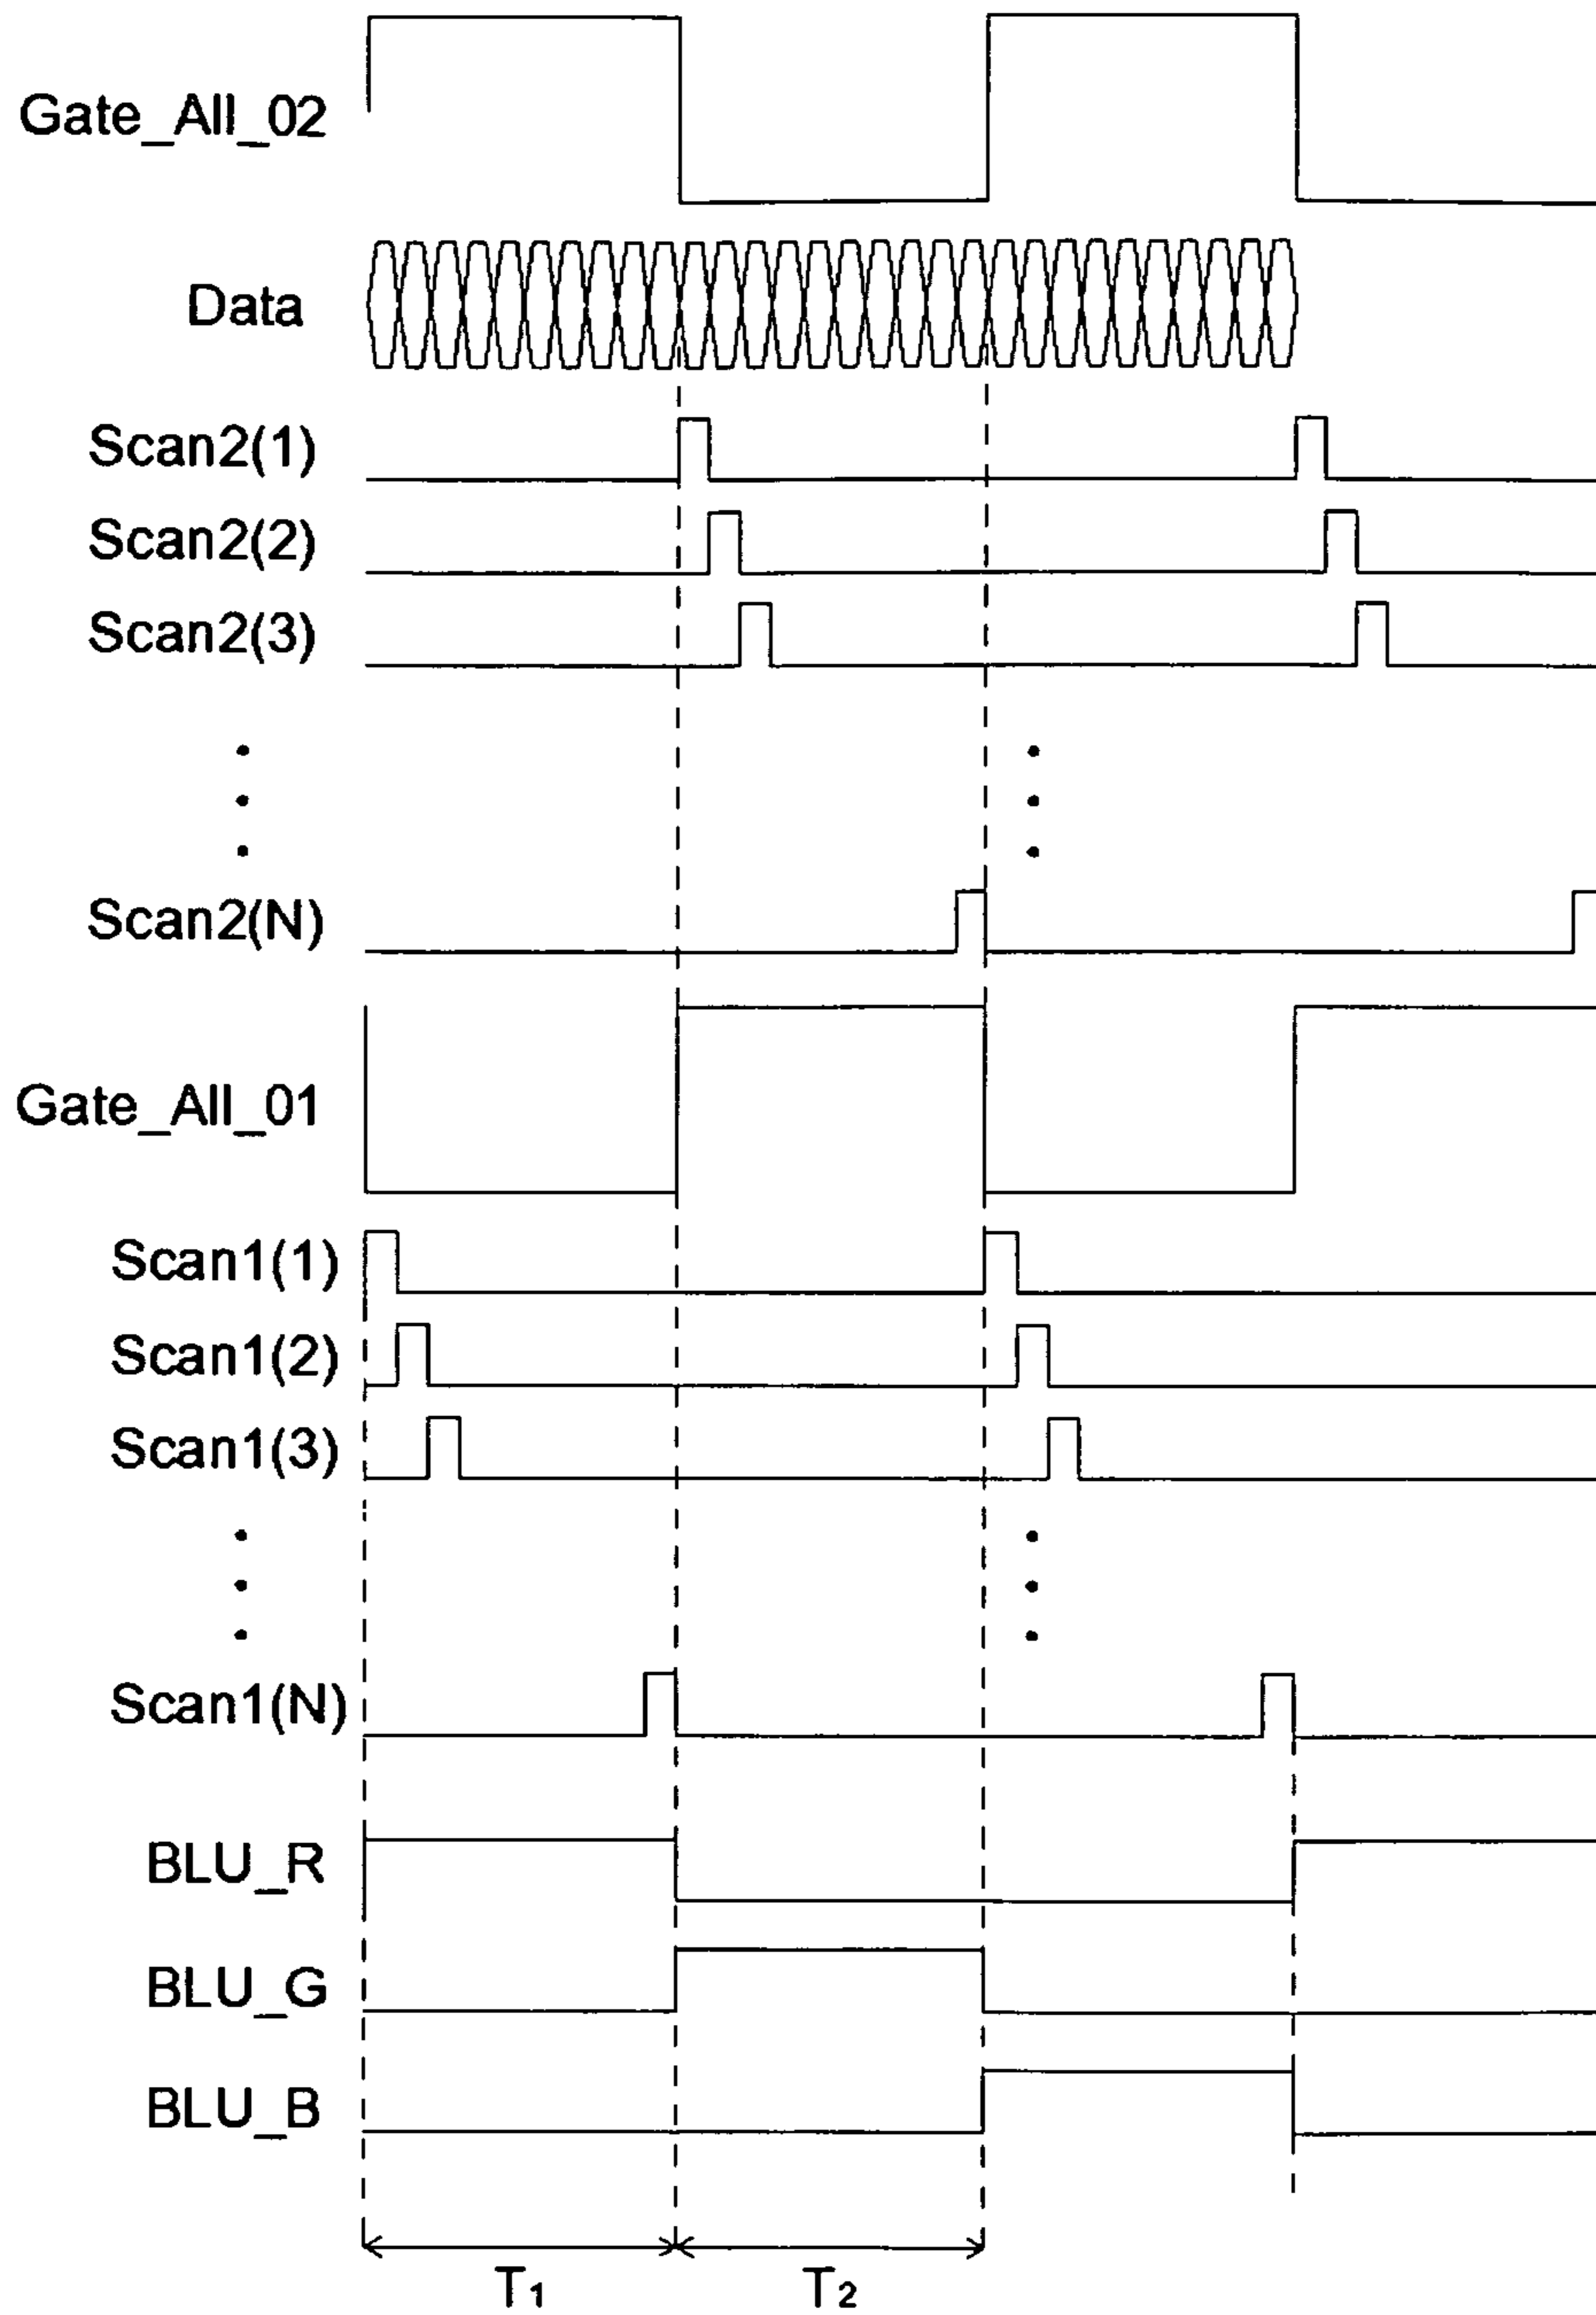 Gate_All_02
Data
Scan2(1)
Scan2(2)
Scan2(3)
Scan2(N)
Gate_All_01
Scan1(1)
Scan1(2)
Scan1(3)
Scan1(N)
BLU_R
BLU_G
BLU_B
T1 T2